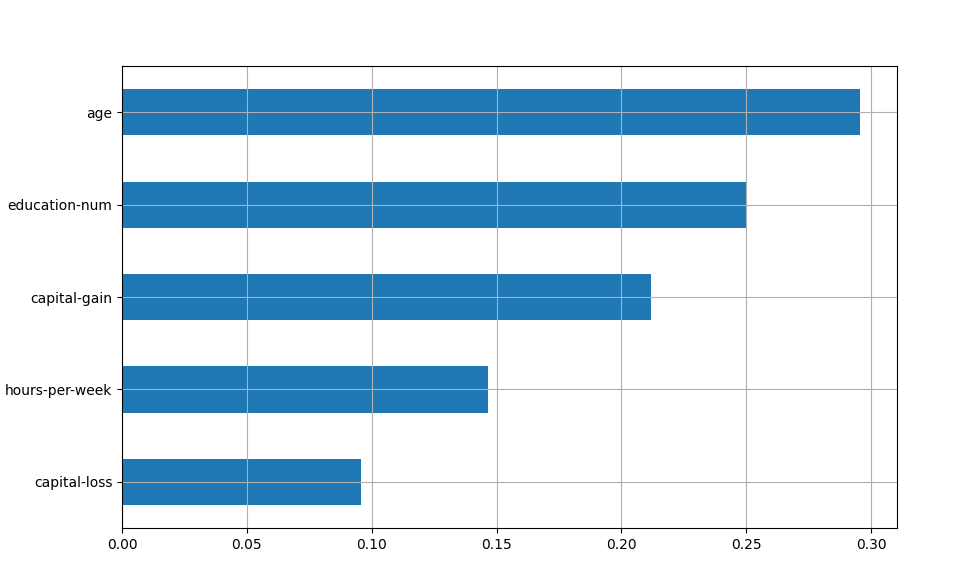 age
education-num
capital-gain
hours-per-week
capital-loss
0.00 0.05 0.10 0.15 0.20 0.25 0.30